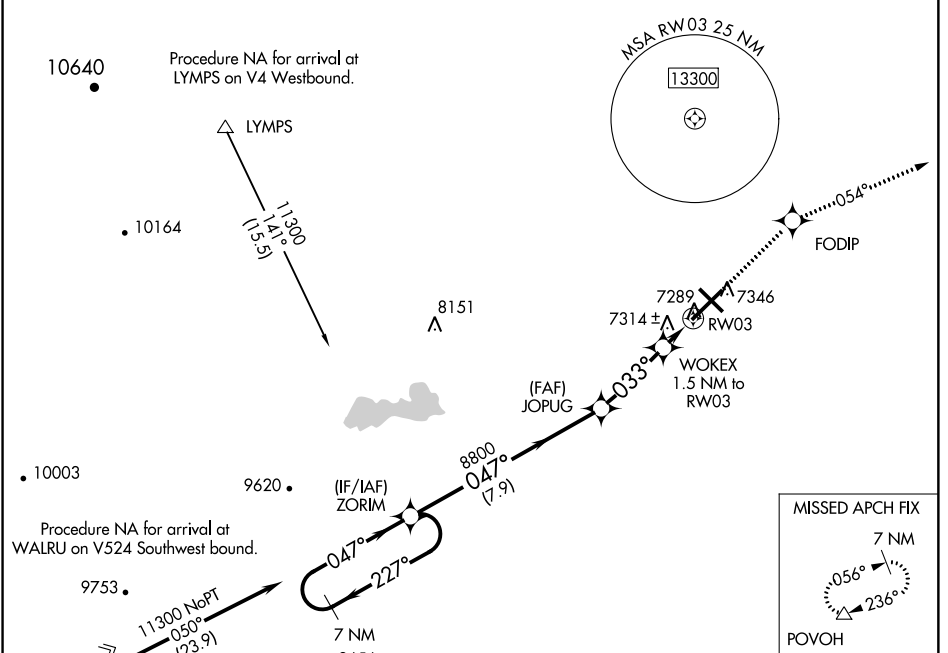 10640
Procedure NA for arrival at
LYMPS on V4 Westbound.
MSA RW03 25 NM
13300
LYMPS
11300
141°
(15.5)
10164
054°
FODIP
8151
7289
7346
7314 ±
RW03
WOKEX
1.5 NM to
RW03
033°
(FAF)
JOPUG
8800
047°
(7.9)
10003
9620
(IF/IAF)
ZORIM
Procedure NA for arrival at
WALRU on V524 Southwest bound.
047°
227°
9753
11300 NoPT
050°
(23.9)
7 NM
MISSED APCH FIX
7 NM
056°
236°
POVOH